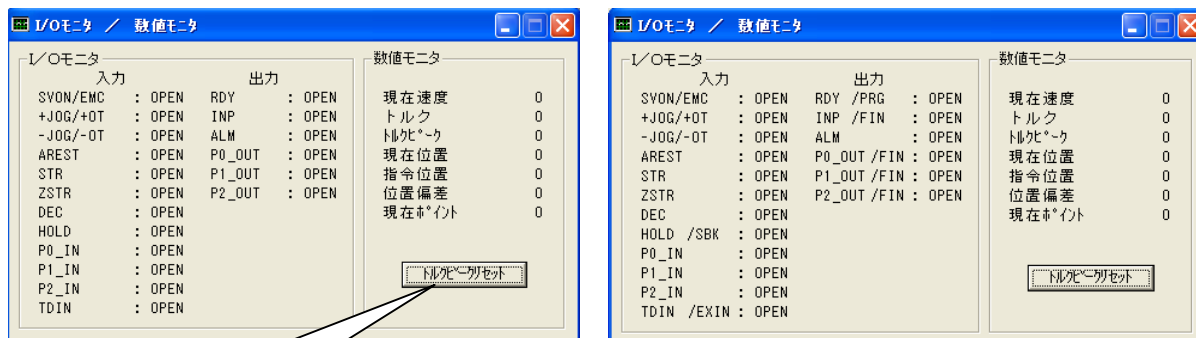 I/Oモニタ / 数値モニタ
I/Oモニタ
入力 出力
SVON/EMC : OPEN RDY : OPEN
+JOG/+OT : OPEN INP : OPEN
-JOG/-OT : OPEN ALM : OPEN
AREST : OPEN P0_OUT : OPEN
STR : OPEN P1_OUT : OPEN
ZSTR : OPEN P2_OUT : OPEN
DEC : OPEN
HOLD : OPEN
P0_IN : OPEN
P1_IN : OPEN
P2_IN : OPEN
TDIN : OPEN
数値モニタ
現在速度 0
トルク 0
トルクピーク 0
現在位置 0
指令位置 0
位置偏差 0
現在ポイント 0
トルクピークリセット
I/Oモニタ / 数値モニタ
I/Oモニタ
入力 出力
SVON/EMC : OPEN RDY /PRG : OPEN
+JOG/+OT : OPEN INP /FIN : OPEN
-JOG/-OT : OPEN ALM : OPEN
AREST : OPEN P0_OUT /FIN : OPEN
STR : OPEN P1_OUT /FIN : OPEN
ZSTR : OPEN P2_OUT /FIN : OPEN
DEC : OPEN
HOLD /SBK : OPEN
P0_IN : OPEN
P1_IN : OPEN
P2_IN : OPEN
TDIN /EXIN : OPEN
数値モニタ
現在速度 0
トルク 0
トルクピーク 0
現在位置 0
指令位置 0
位置偏差 0
現在ポイント 0
トルクピークリセット